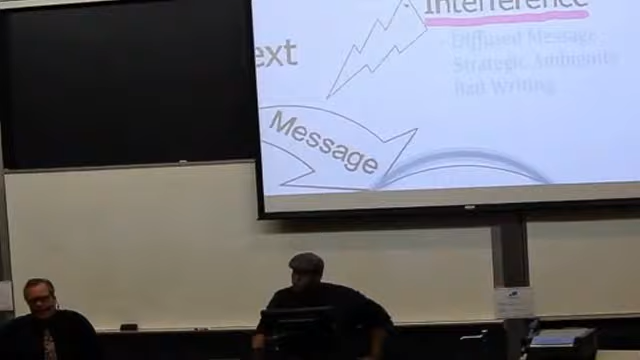 Interference
ext
Diffused Message
Strategic Ambiguity
Bad Writing
Message